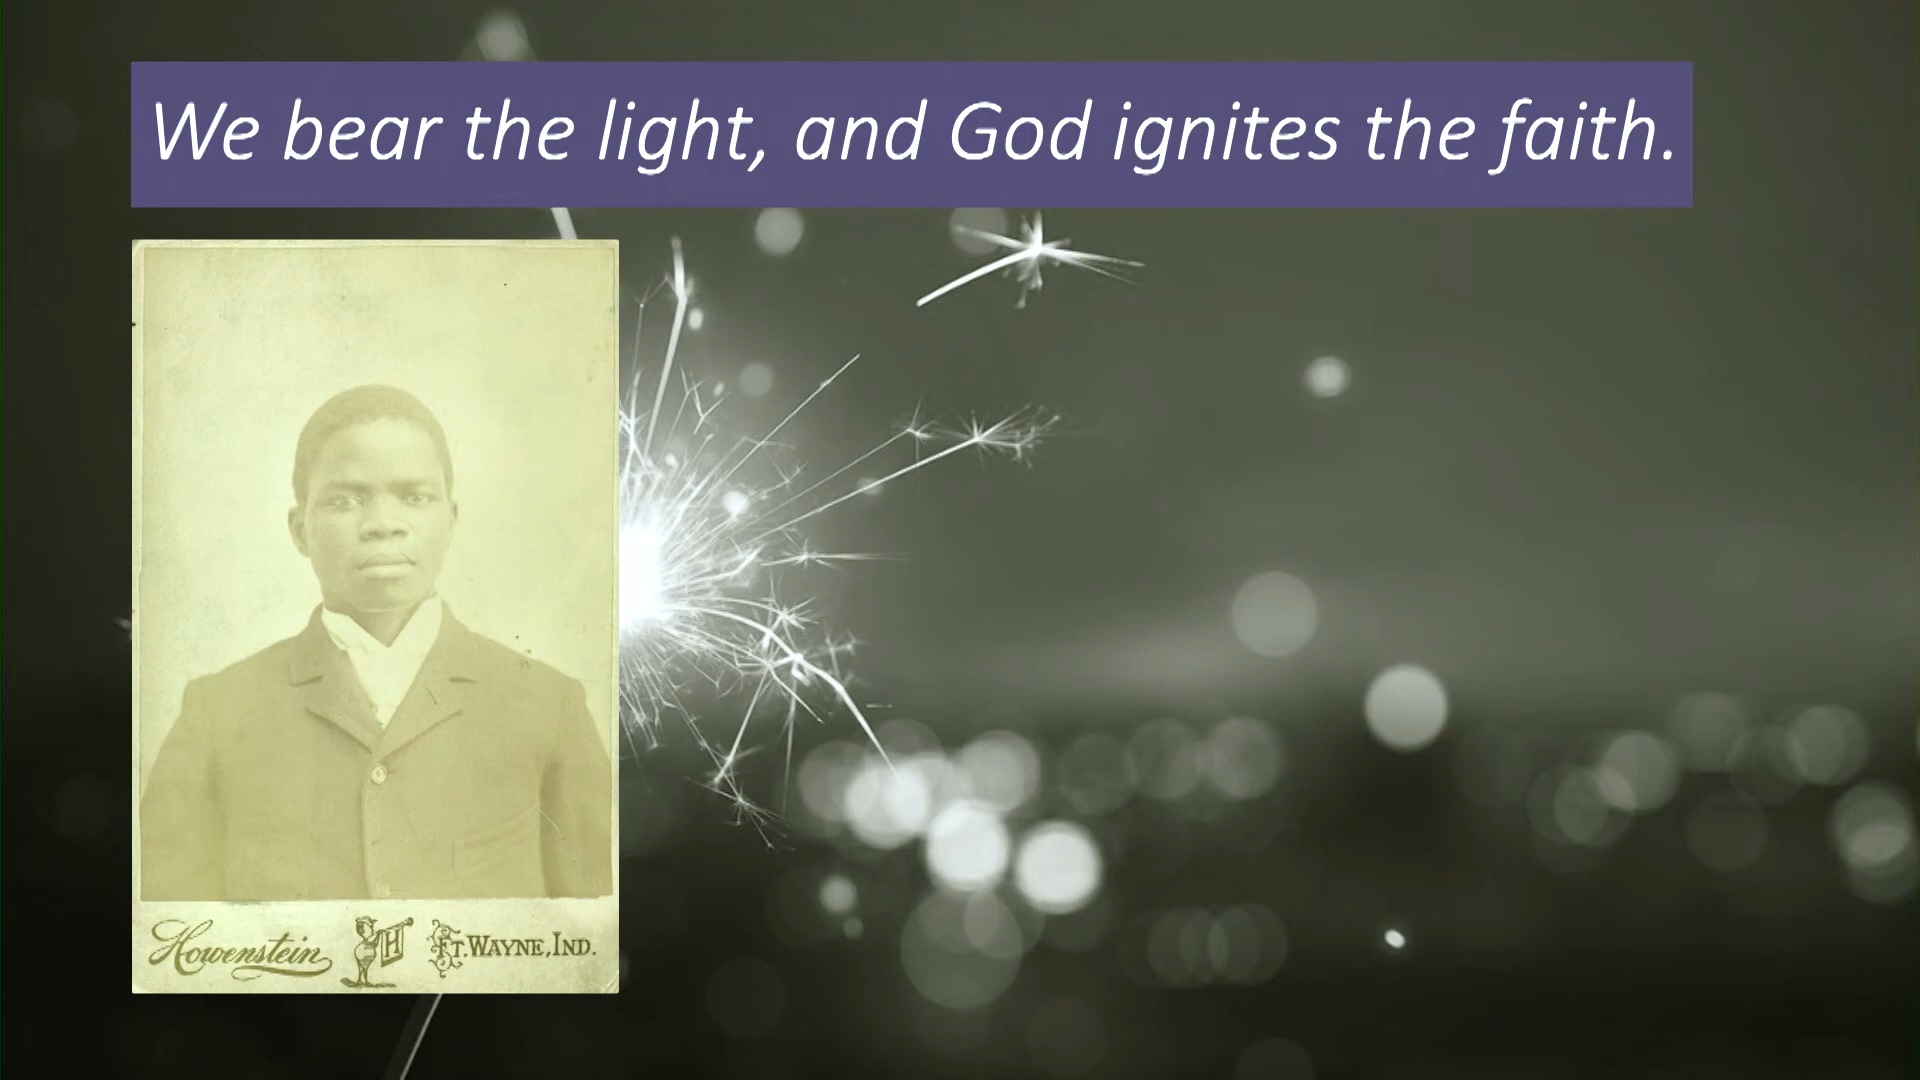 We bear the light, and God ignites the faith.
Howenstein H Ft. Wayne, Ind.